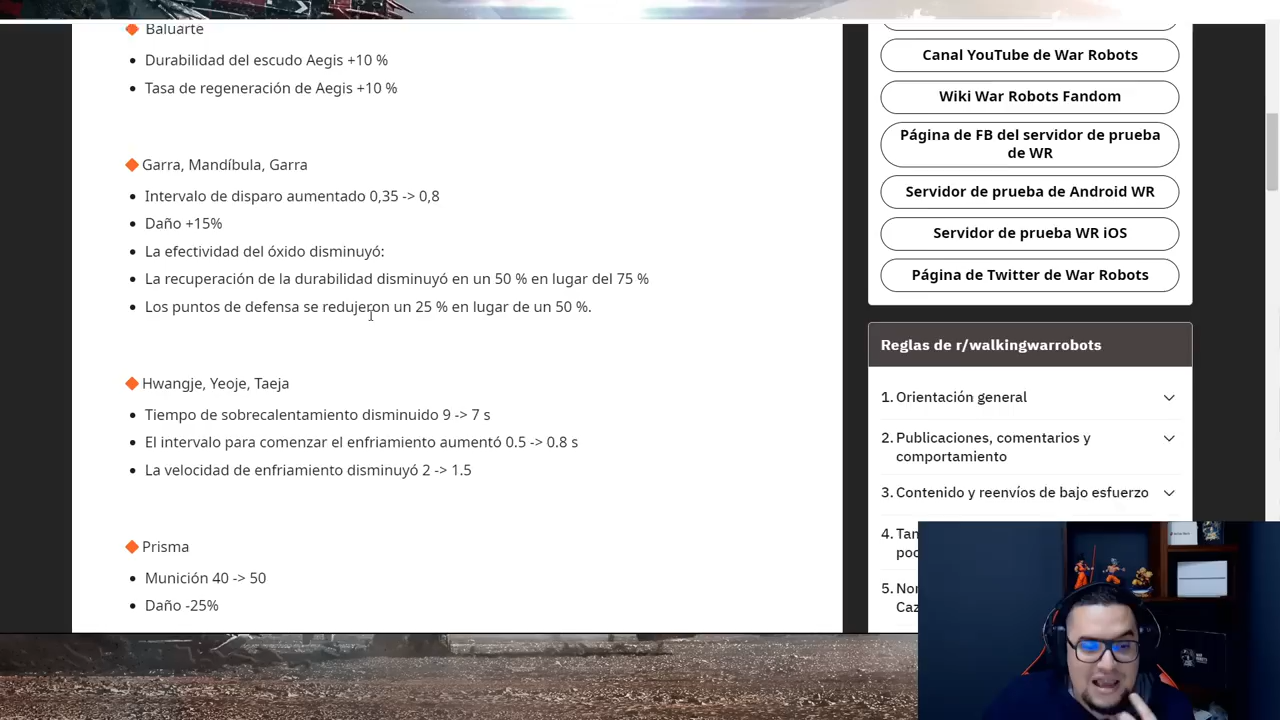 Baluarte
Durabilidad del escudo Aegis +10 %
Tasa de regeneración de Aegis +10 %
Garra, Mandíbula, Garra
Intervalo de disparo aumentado 0,35 -> 0,8
Daño +15%
La efectividad del óxido disminuyó:
La recuperación de la durabilidad disminuyó en un 50 % en lugar del 75 %
Los puntos de defensa se redujeron un 25 % en lugar de un 50 %.
Hwangje, Yeoje, Taeja
Tiempo de sobrecalentamiento disminuido 9 -> 7 s
El intervalo para comenzar el enfriamiento aumentó 0.5 -> 0.8 s
La velocidad de enfriamiento disminuyó 2 -> 1.5
Prisma
Munición 40 -> 50
Daño -25%
Canal YouTube de War Robots
Wiki War Robots Fandom
Página de FB del servidor de prueba
de WR
Servidor de prueba de Android WR
Servidor de prueba WR iOS
Página de Twitter de War Robots
Reglas de r/walkingwarrobots
1. Orientación general
2. Publicaciones, comentarios y
comportamiento
3. Contenido y reenvíos de bajo esfuerzo
4.
5.